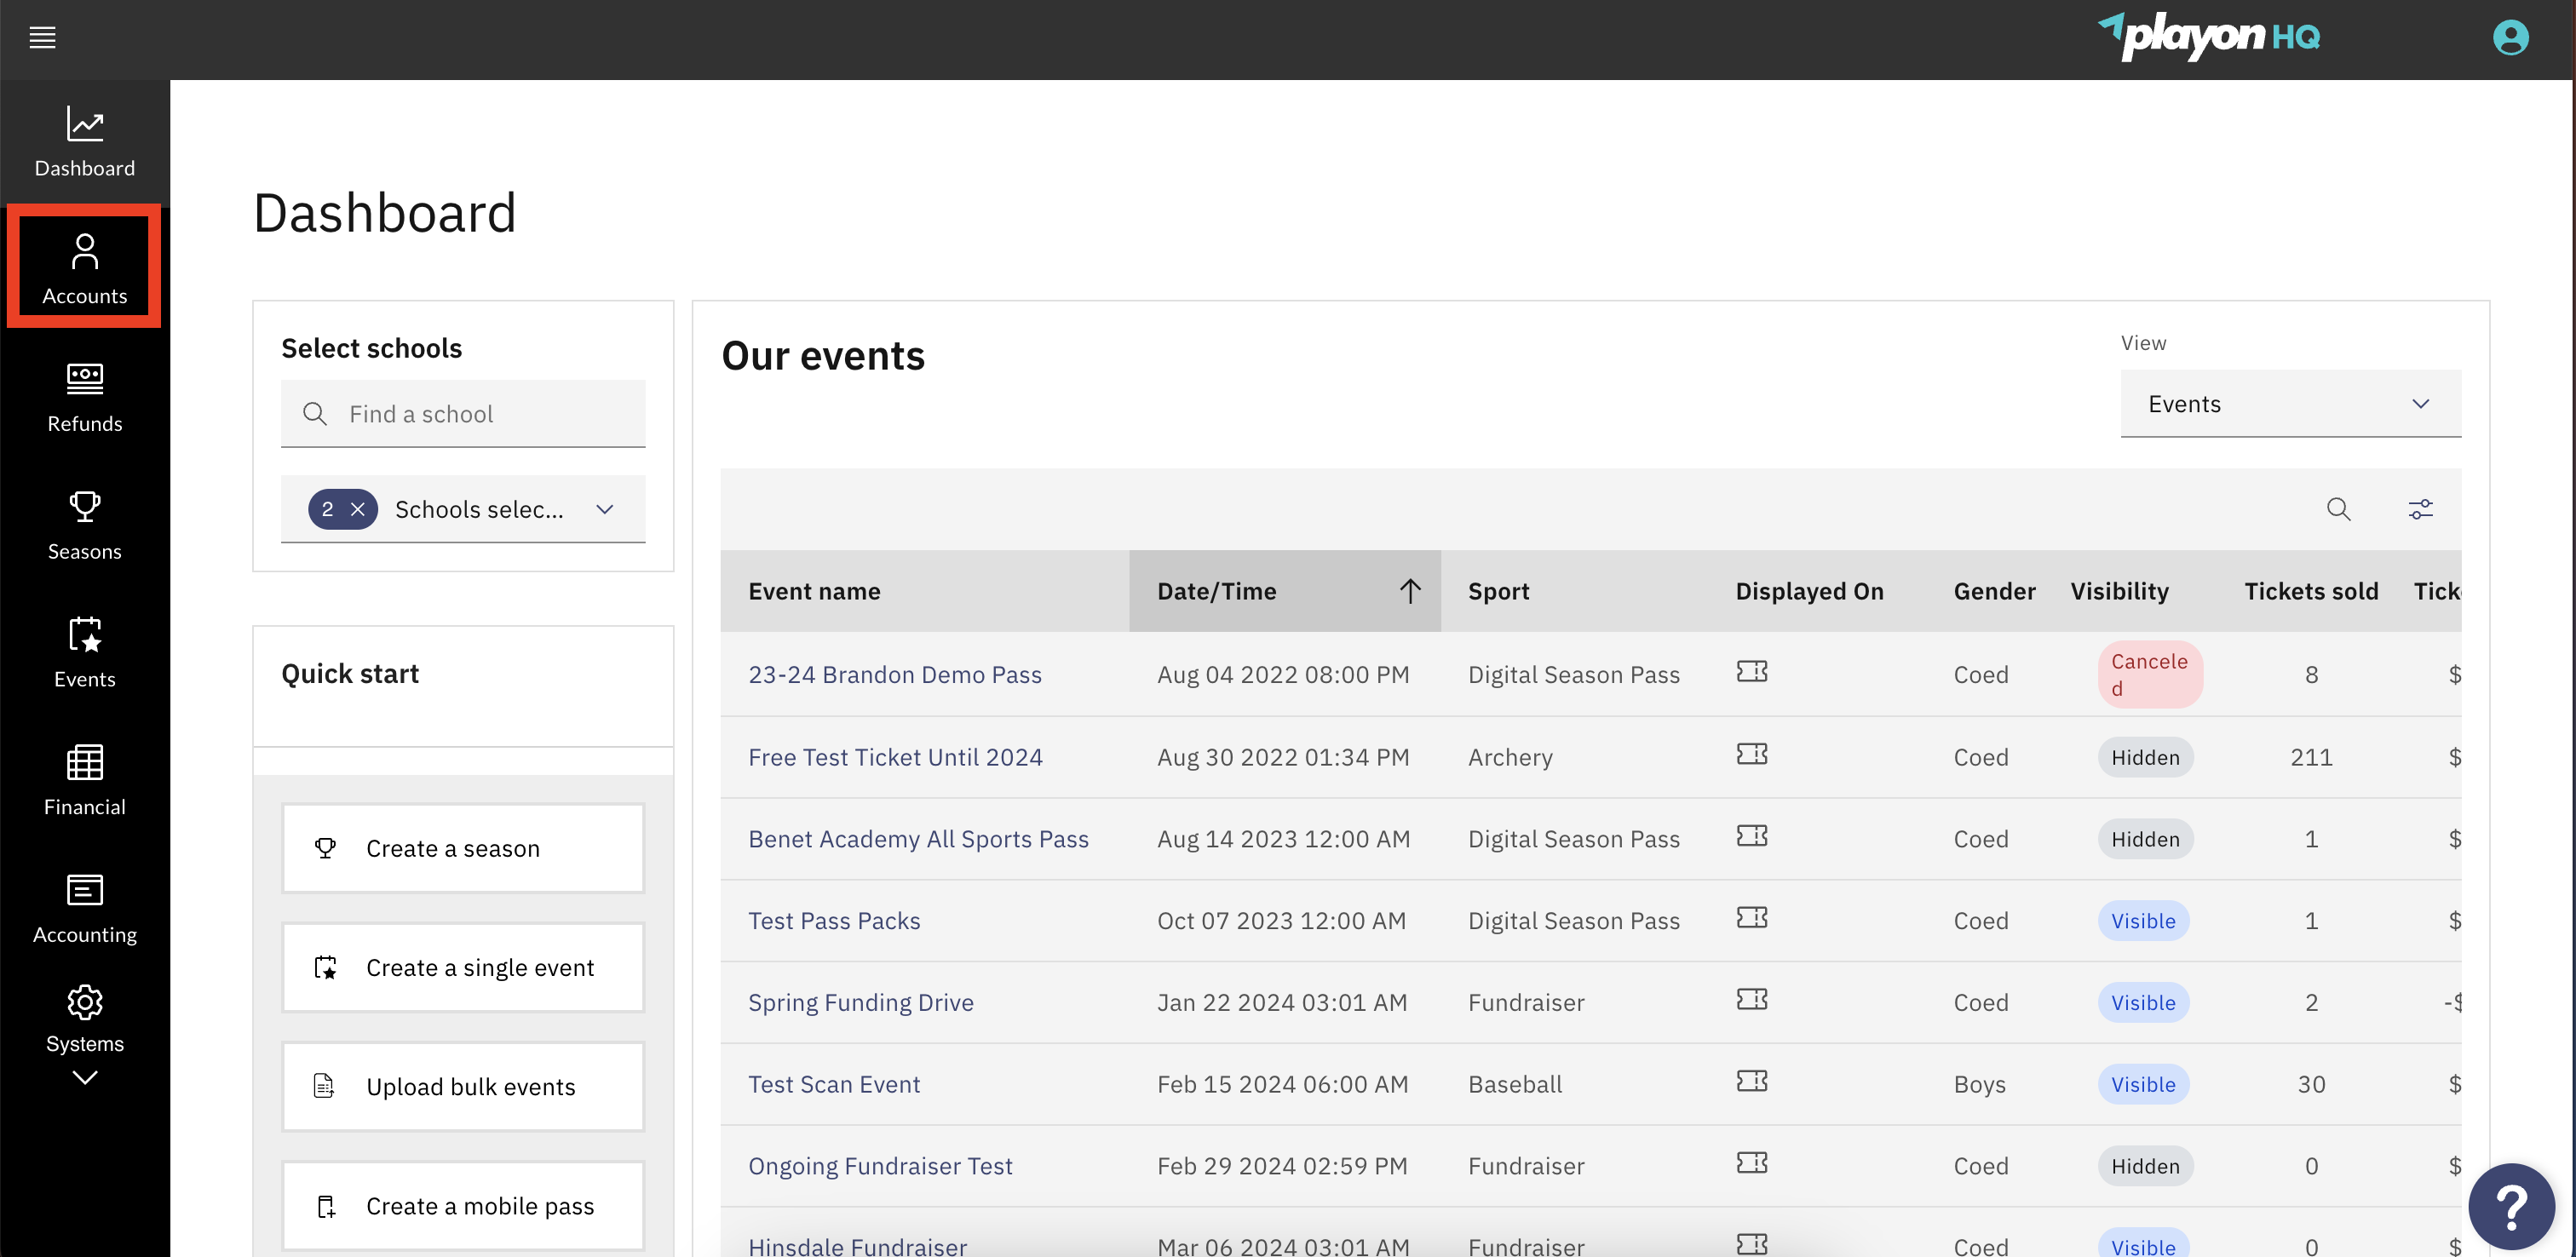 playon HQ
Dashboard
Accounts
Refunds
Seasons
Events
Financial
Accounting
Systems
Dashboard
Select schools
Find a school
2 Schools selec...
Quick start
Create a season
Create a single event
Upload bulk events
Create a mobile pass
Our events
View
Events
Event name Date/Time Sport Displayed On Gender Visibility Tickets sold Tick
23-24 Brandon Demo Pass Aug 04 2022 08:00 PM Digital Season Pass Coed Cancele 8 $
d
Free Test Ticket Until 2024 Aug 30 2022 01:34 PM Archery Coed Hidden 211 $
Benet Academy All Sports Pass Aug 14 2023 12:00 AM Digital Season Pass Coed Hidden 1 $
Test Pass Packs Oct 07 2023 12:00 AM Digital Season Pass Coed Visible 1 $
Spring Funding Drive Jan 22 2024 03:01 AM Fundraiser Coed Visible 2 -$
Test Scan Event Feb 15 2024 06:00 AM Baseball Boys Visible 30 $
Ongoing Fundraiser Test Feb 29 2024 02:59 PM Fundraiser Coed Hidden 0 $
Hinsdale Fundraiser Mar 06 2024 03:01 AM Fundraiser Coed Visible 0 $
?